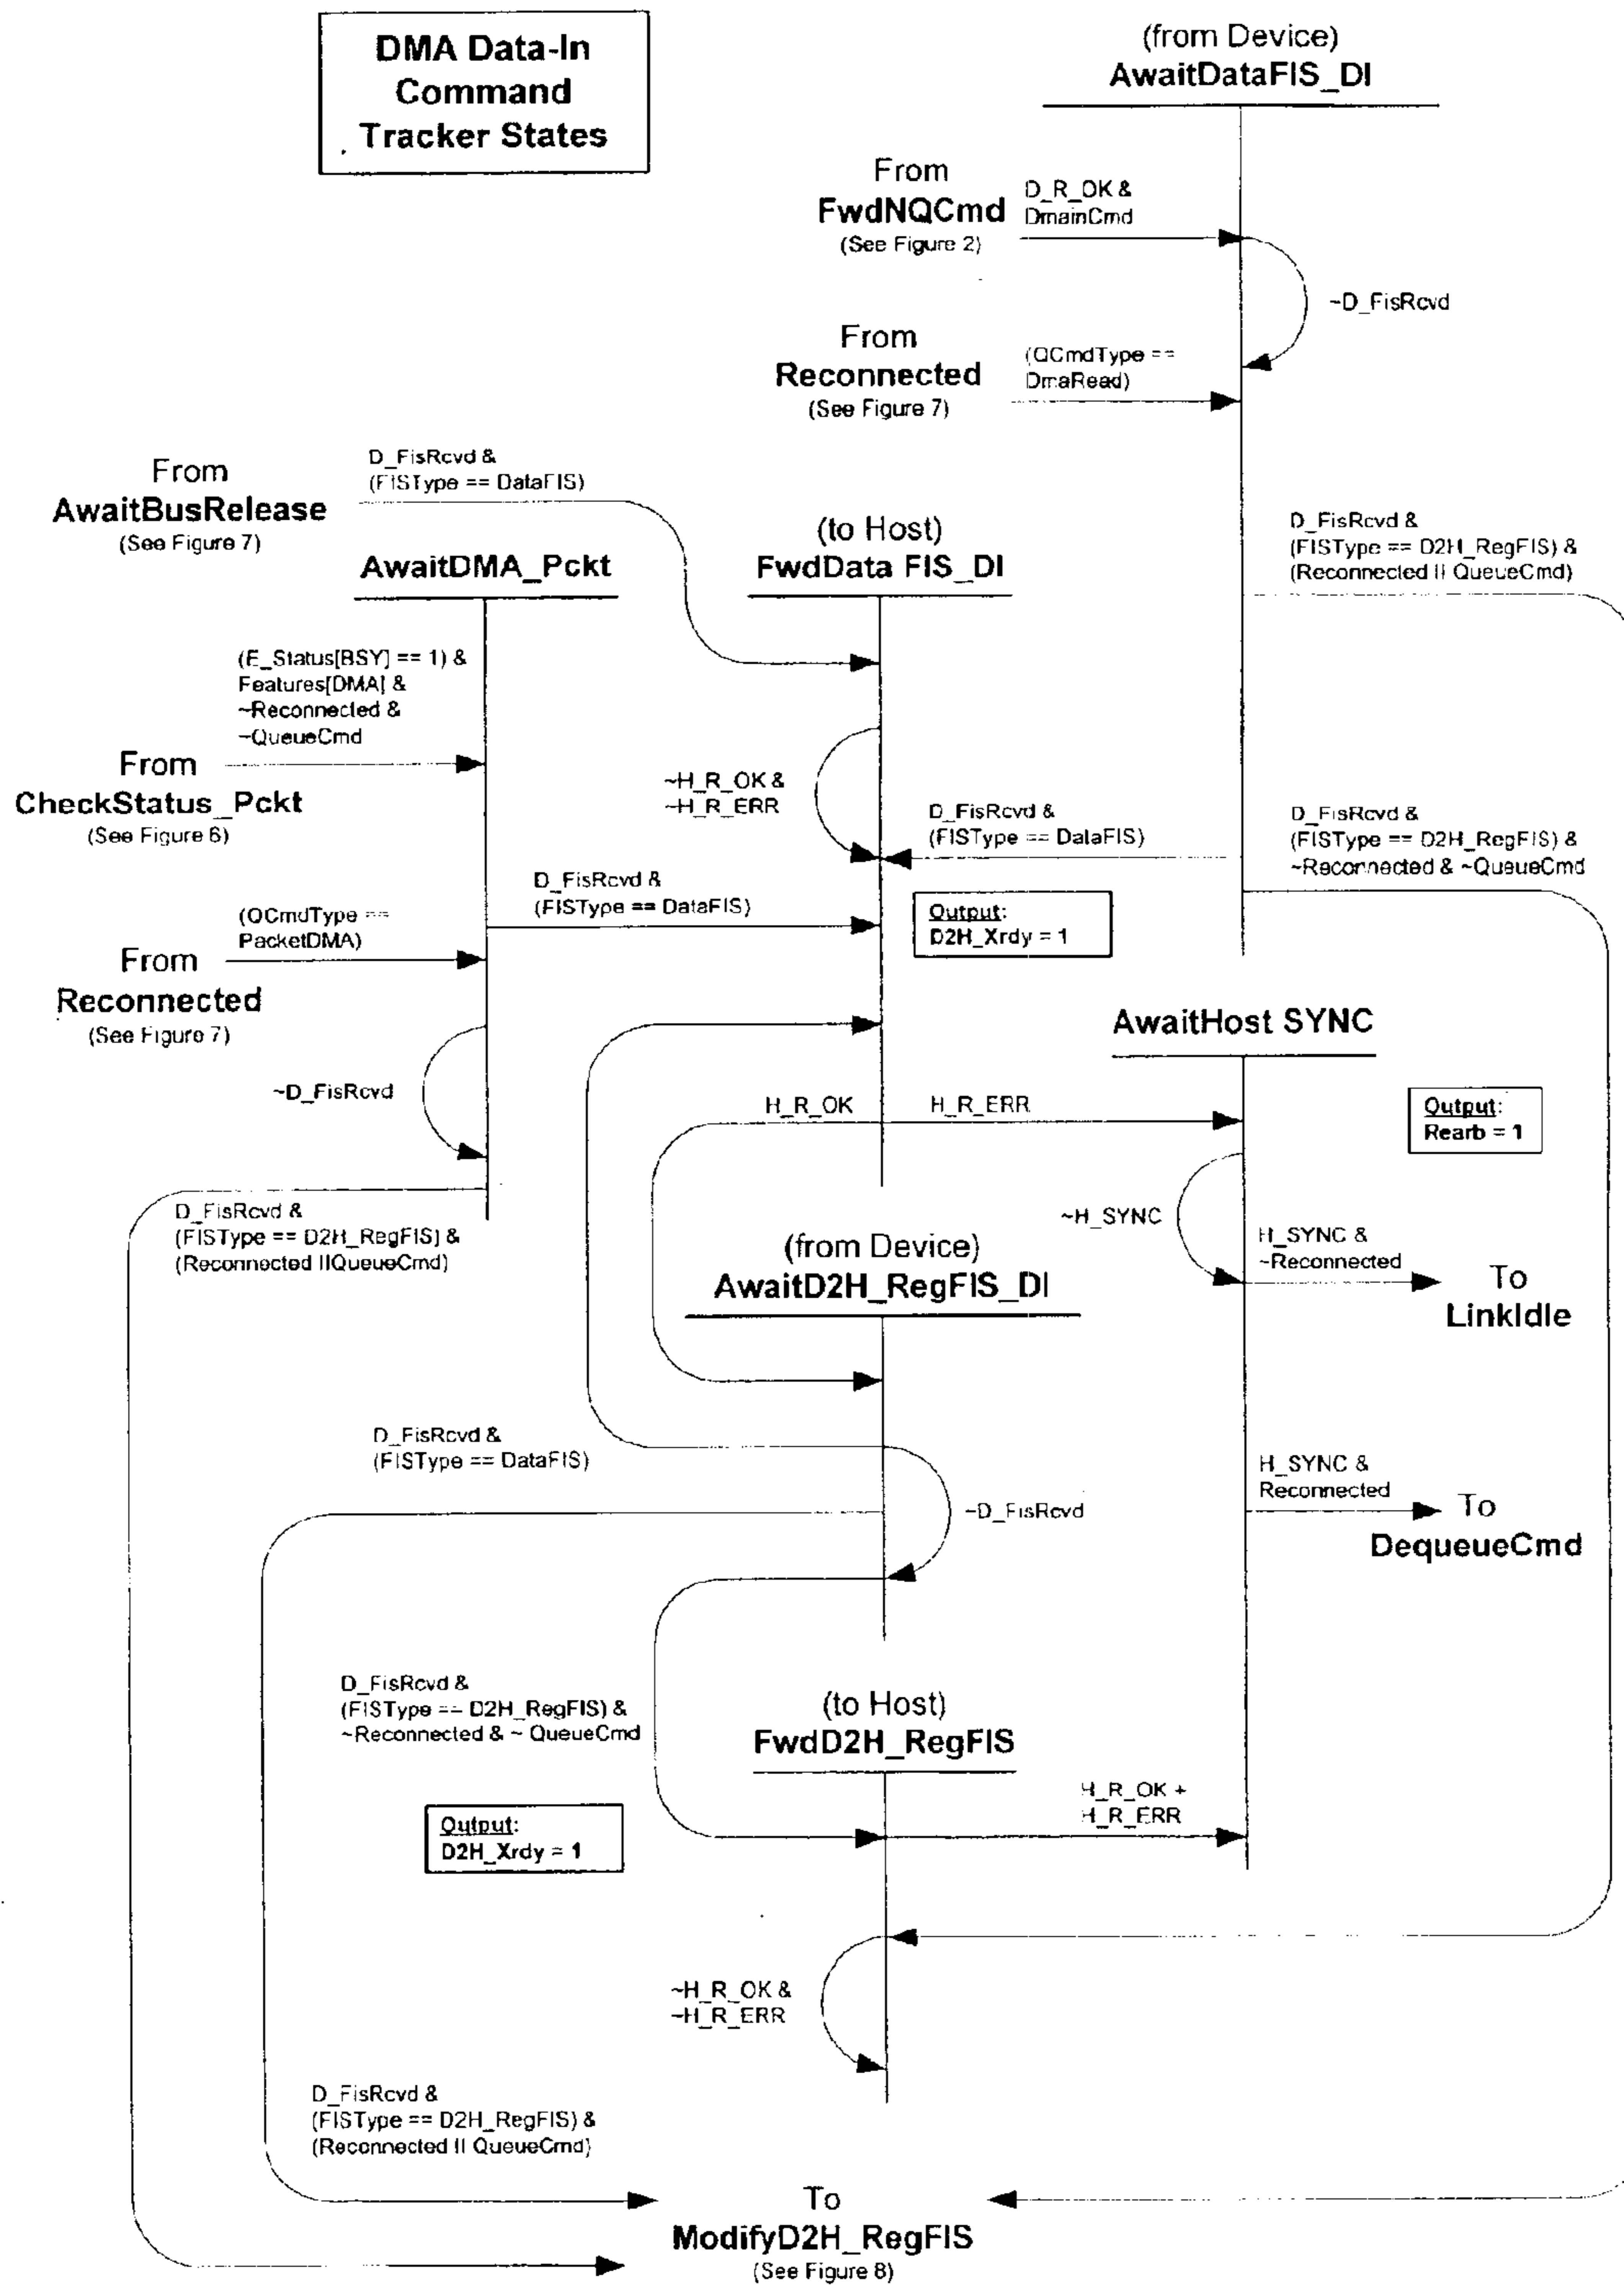 DMA Data-In
Command
Tracker States
(from Device)
AwaitDataFIS_DI
From
FwdNQCmd
(See Figure 2)
D_R_OK &
DmainCmd
~D_FisRcvd
From
Reconnected
(See Figure 7)
(QCmdType ==
DmaRead)
From
AwaitBusRelease
(See Figure 7)
D_FisRcvd &
(FISType == DataFIS)
(to Host)
FwdData FIS_DI
D_FisRcvd &
(FISType == D2H_RegFIS) &
(Reconnected II QueueCmd)
AwaitDMA_Pckt
(E_Status[BSY] == 1) &
Features[DMA] &
~Reconnected &
~QueueCmd
From
CheckStatus_Pckt
(See Figure 6)
~H_R_OK &
~H_R_ERR
D_FisRcvd &
(FISType == DataFIS)
D_FisRcvd &
(FISType == D2H_RegFIS) &
~Reconnected & ~QueueCmd
D_FisRcvd &
(FISType == DataFIS)
Output:
D2H_Xrdy = 1
(QCmdType ==
PacketDMA)
From
Reconnected
(See Figure 7)
~D_FisRcvd
AwaitHost SYNC
H_R_OK
H_R_ERR
Output:
Rearb = 1
~H_SYNC
H_SYNC &
~Reconnected
To
LinkIdle
D_FisRcvd &
(FISType == D2H_RegFIS) &
(Reconnected IIQueueCmd)
(from Device)
AwaitD2H_RegFIS_DI
D_FisRcvd &
(FISType == DataFIS)
~D_FisRcvd
H_SYNC &
Reconnected
To
DequeueCmd
D_FisRcvd &
(FISType == D2H_RegFIS) &
~Reconnected & ~ QueueCmd
(to Host)
FwdD2H_RegFIS
Output:
D2H_Xrdy = 1
H_R_OK +
H_R_ERR
~H_R_OK &
~H_R_ERR
D_FisRcvd &
(FISType == D2H_RegFIS) &
(Reconnected II QueueCmd)
To
ModifyD2H_RegFIS
(See Figure 8)